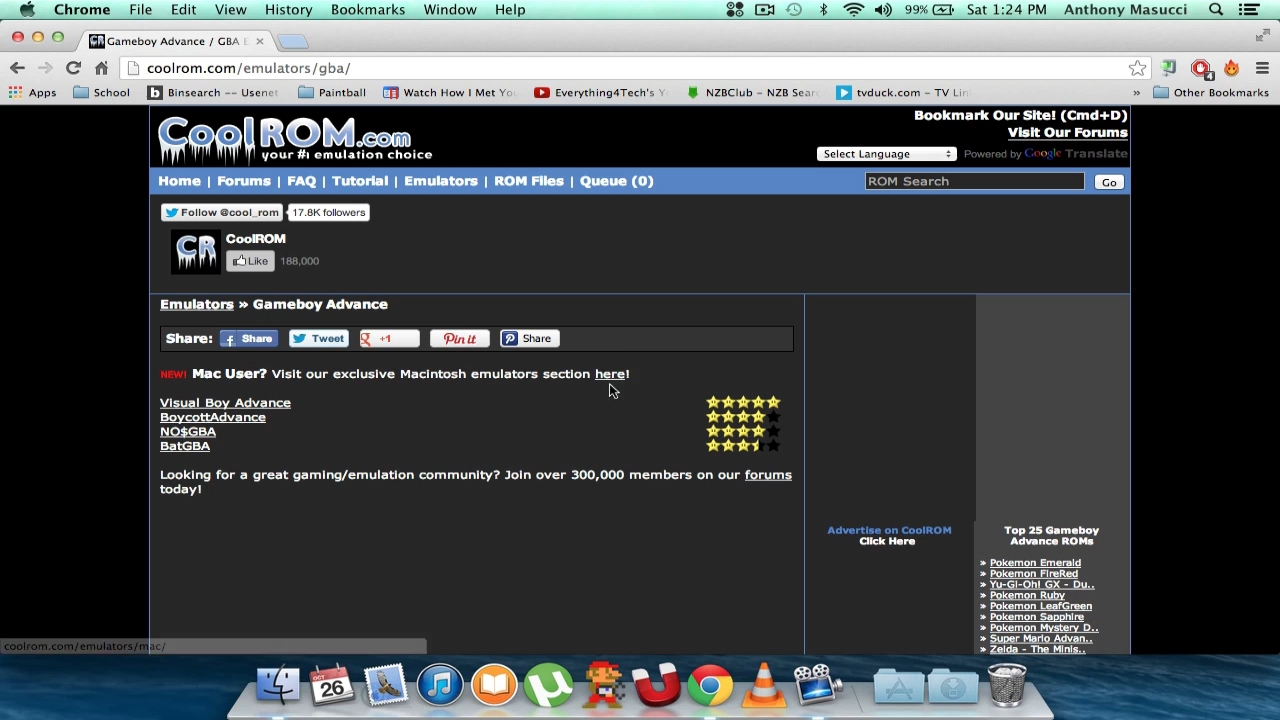 Chrome File Edit View History Bookmarks Window Help 99% Sat 1:24 PM Anthony Masucci
Gameboy Advance / GBA E
coolrom.com/emulators/gba/
Apps School Binsearch -- Usenet Paintball Watch How I Met Yo Everything4Tech's Y NZBClub - NZB Sear tvduck.com - TV Lin » Other Bookmarks
CoolROM.com
your #1 emulation choice
Bookmark Our Site! (Cmd+D)
Visit Our Forums
Select Language Powered by Google Translate
Home | Forums | FAQ | Tutorial | Emulators | ROM Files | Queue (0) ROM Search Go
Follow @cool_rom 17.8K followers
CR CoolROM
Like 188,000
Emulators » Gameboy Advance
Share: f Share Tweet g +1 Pin it P Share
NEW! Mac User? Visit our exclusive Macintosh emulators section here!
Visual Boy Advance
BoycottAdvance
NO$GBA
BatGBA
Looking for a great gaming/emulation community? Join over 300,000 members on our forums
today!
Advertise on CoolROM
Click Here
Top 25 Gameboy
Advance ROMs
» Pokemon Emerald
» Pokemon FireRed
» Yu-Gi-Oh! GX - Du..
» Pokemon Ruby
» Pokemon LeafGreen
» Pokemon Sapphire
» Pokemon Mystery D..
» Super Mario Advan..
» Zelda - The Minis..
coolrom.com/emulators/mac/
OCT
26